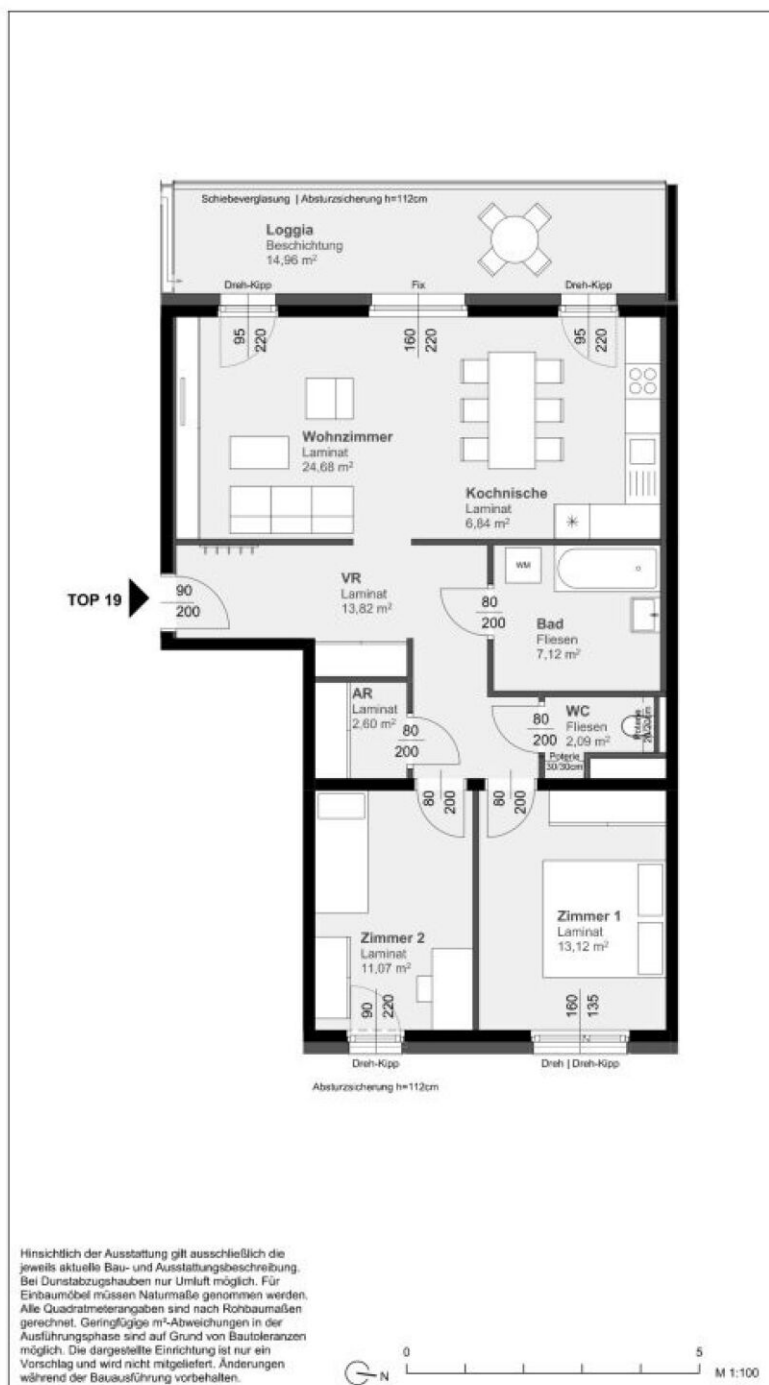 Schiebeverglasung | Absturzsicherung h=112cm
Loggia
Beschichtung
14,96 m²
Dreh-Kipp
Fix
Dreh-Kipp
95
220
160
220
95
220
Wohnzimmer
Laminat
24,68 m²
Kochnische
Laminat
6,84 m²
TOP 19
90
200
VR
Laminat
13,82 m²
WM
80
200
Bad
Fliesen
7,12 m²
AR
Laminat
2,60 m²
80
200
80
200
WC
Fliesen
2,09 m²
Poterie
20/20cm
Poterie
30/30cm
80
200
80
200
Zimmer 2
Laminat
11,07 m²
Zimmer 1
Laminat
13,12 m²
90
220
160
135
Dreh-Kipp
Dreh | Dreh-Kipp
Absturzsicherung h=112cm
Hinsichtlich der Ausstattung gilt ausschließlich die
jeweils aktuelle Bau- und Ausstattungsbeschreibung.
Bei Dunstabzugshauben nur Umluft möglich. Für
Einbaumöbel müssen Naturmaße genommen werden.
Alle Quadratmeterangaben sind nach Rohbaumaßen
gerechnet. Geringfügige m²-Abweichungen in der
Ausführungsphase sind auf Grund von Bautoleranzen
möglich. Die dargestellte Einrichtung ist nur ein
Vorschlag und wird nicht mitgeliefert. Änderungen
während der Bauausführung vorbehalten.
N
0
5
M 1:100